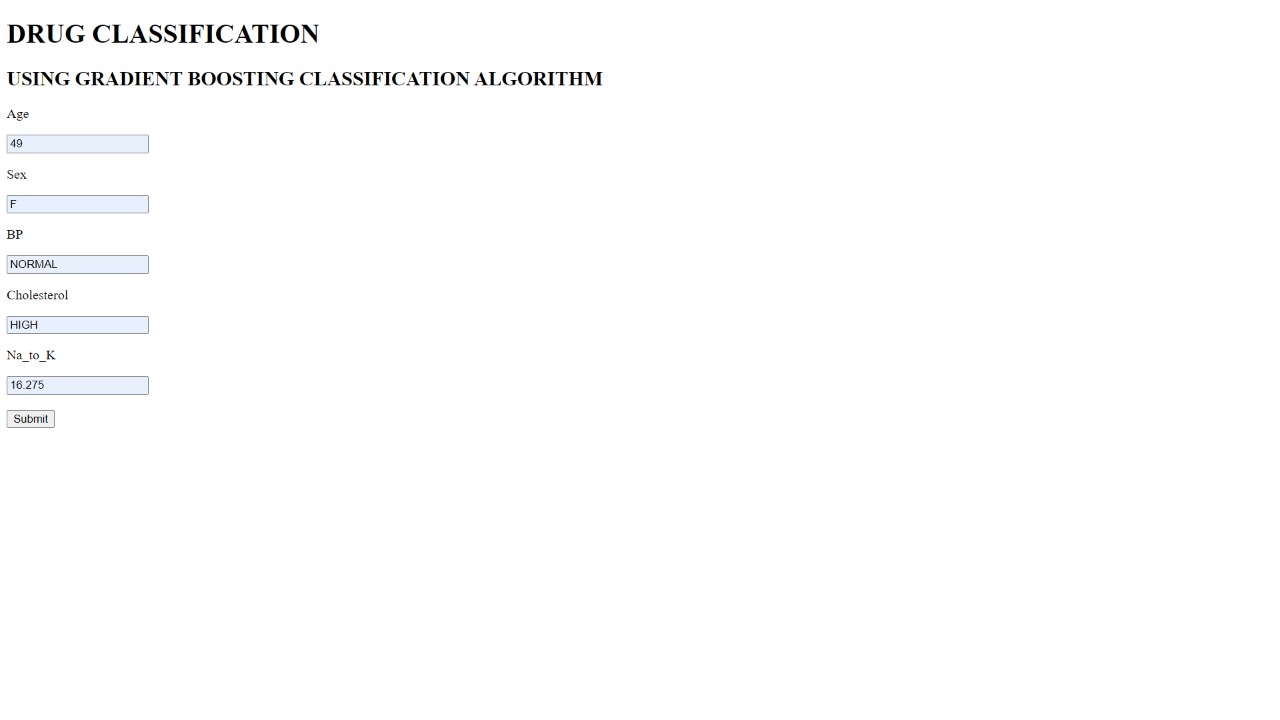 DRUG CLASSIFICATION
USING GRADIENT BOOSTING CLASSIFICATION ALGORITHM
Age
49
Sex
F
BP
NORMAL
Cholesterol
HIGH
Na_to_K
16.275
Submit